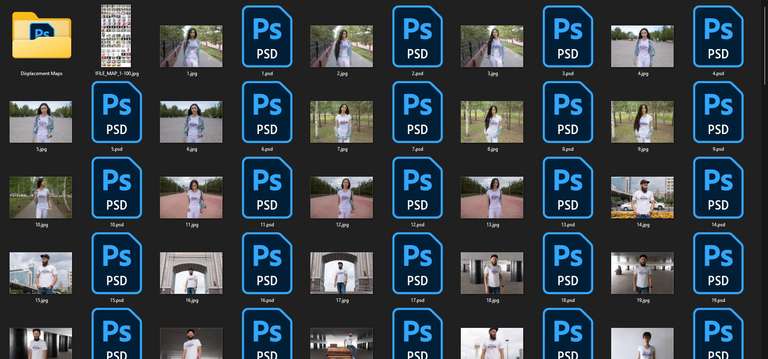 Ps
Ps
Ps
Ps
Ps
PSD
PSD
PSD
PSD
Displacement Maps
!FILE_MAP_1-100.jpg
1.jpg
1.psd
2.jpg
2.psd
3.jpg
3.psd
4.jpg
4.psd
Ps
Ps
Ps
Ps
Ps
PSD
PSD
PSD
PSD
PSD
5.jpg
5.psd
6.jpg
6.psd
7.jpg
7.psd
8.jpg
8.psd
9.jpg
9.psd
Ps
Ps
Ps
Ps
Ps
PSD
PSD
PSD
PSD
PSD
10.jpg
10.psd
11.jpg
11.psd
12.jpg
12.psd
13.jpg
13.psd
14.jpg
14.psd
Ps
Ps
Ps
Ps
Ps
PSD
PSD
PSD
PSD
PSD
15.jpg
15.psd
16.jpg
16.psd
17.jpg
17.psd
18.jpg
18.psd
19.jpg
19.psd
Ps
Ps
Ps
Ps
Ps